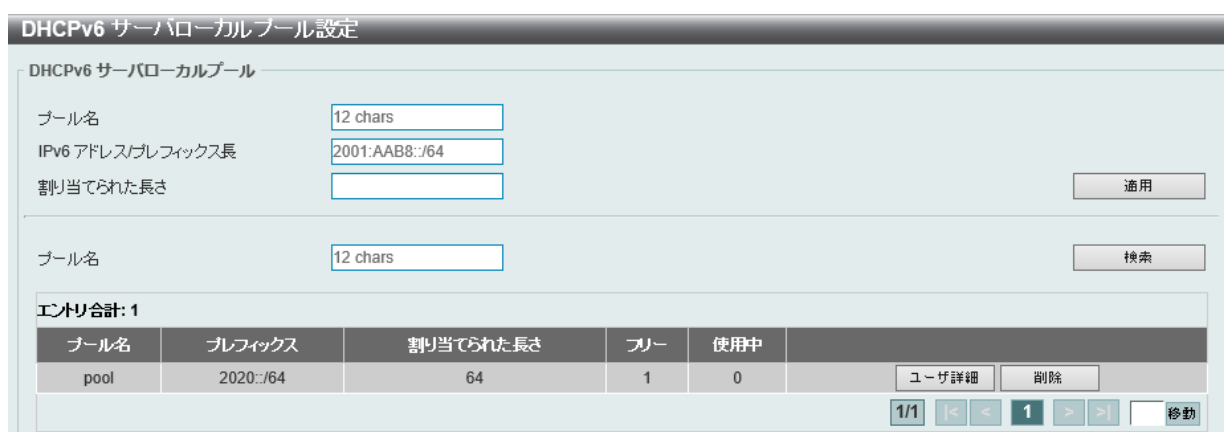 DHCPv6 サーバローカルプール設定
DHCPv6 サーバローカルプール
プール名 12 chars
IPv6 アドレス/プレフィックス長 2001:AAB8::/64
割り当てられた長さ 適用
プール名 12 chars 検索
エントリ合計: 1
プール名 プレフィックス 割り当てられた長さ フリー 使用中
pool 2020::/64 64 1 0 ユーザ詳細 削除
1/1 |< < 1 > >| 移動